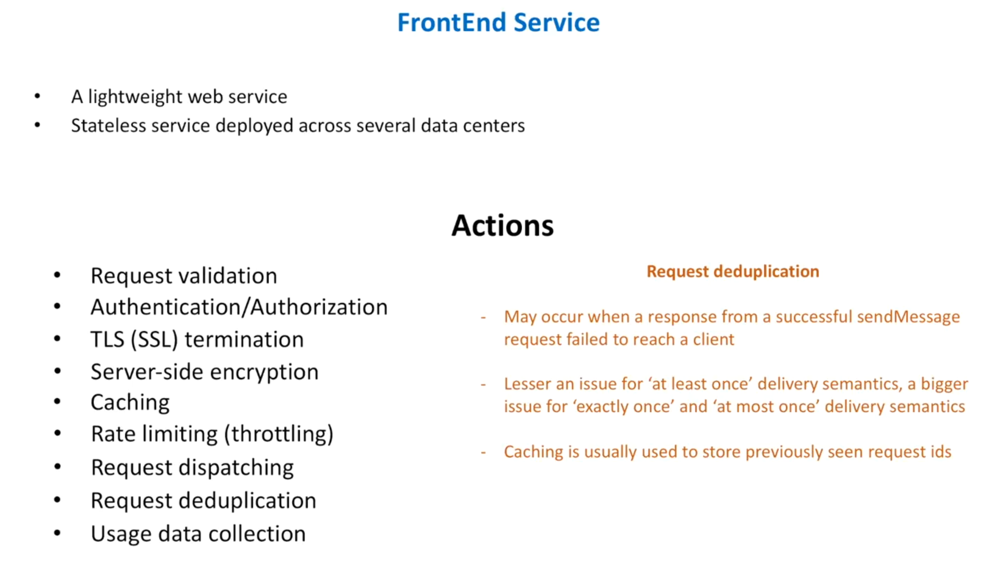 FrontEnd Service
• A lightweight web service
• Stateless service deployed across several data centers
Actions
• Request validation
• Authentication/Authorization
• TLS (SSL) termination
• Server-side encryption
• Caching
• Rate limiting (throttling)
• Request dispatching
• Request deduplication
• Usage data collection
Request deduplication
- May occur when a response from a successful sendMessage
request failed to reach a client
- Lesser an issue for ‘at least once’ delivery semantics, a bigger
issue for ‘exactly once’ and ‘at most once’ delivery semantics
- Caching is usually used to store previously seen request ids